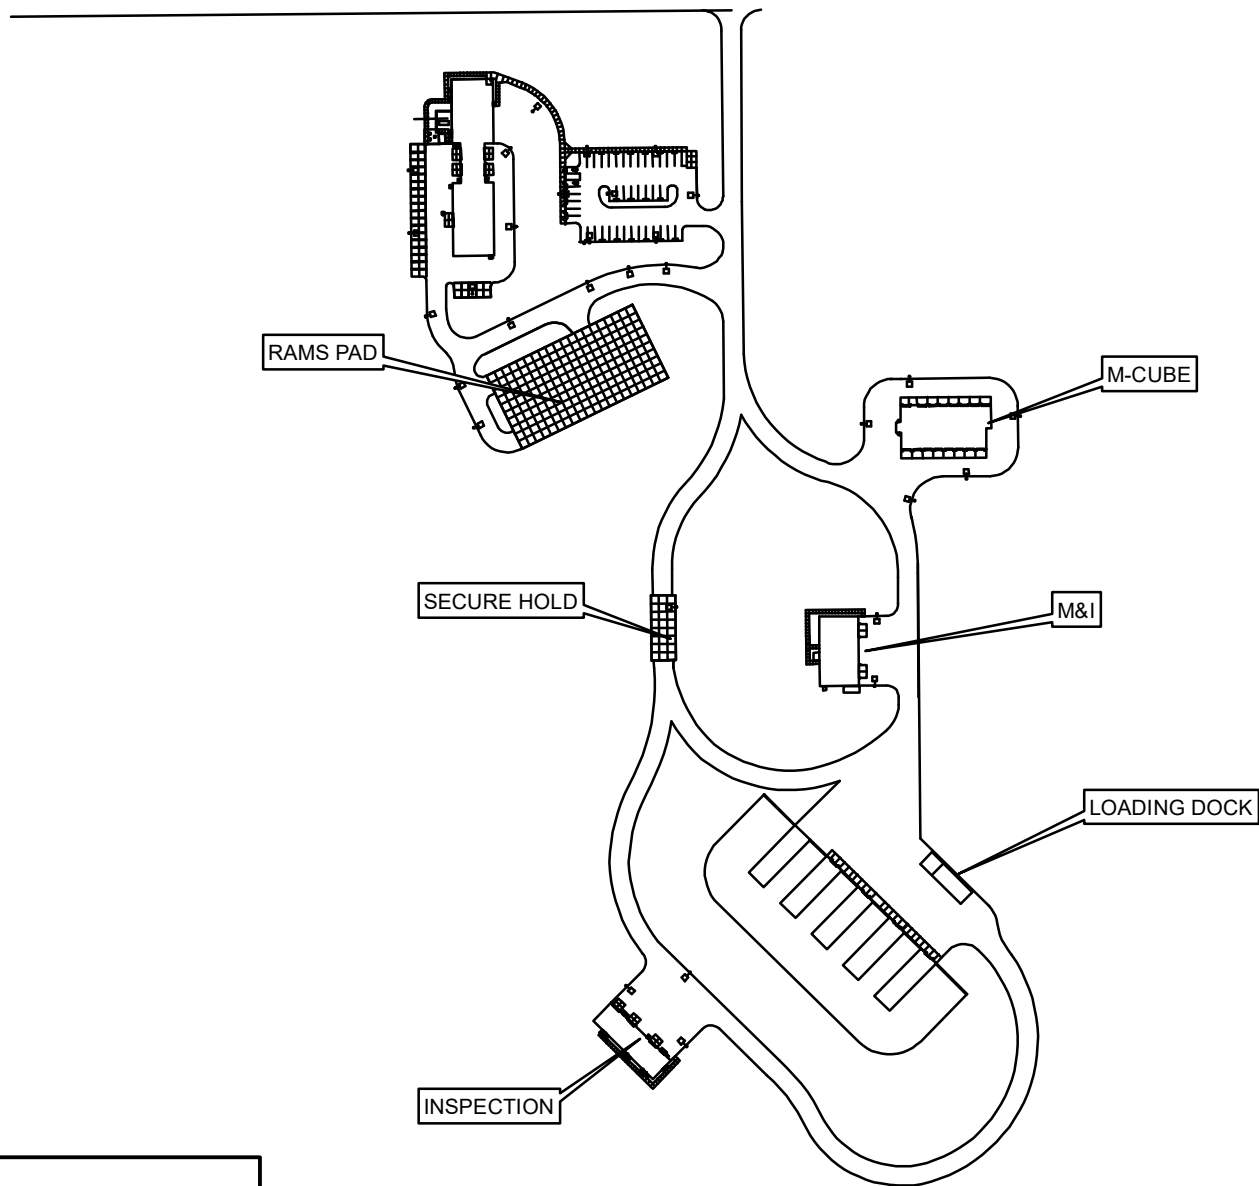 RAMS PAD
M-CUBE
SECURE HOLD
M&I
LOADING DOCK
INSPECTION